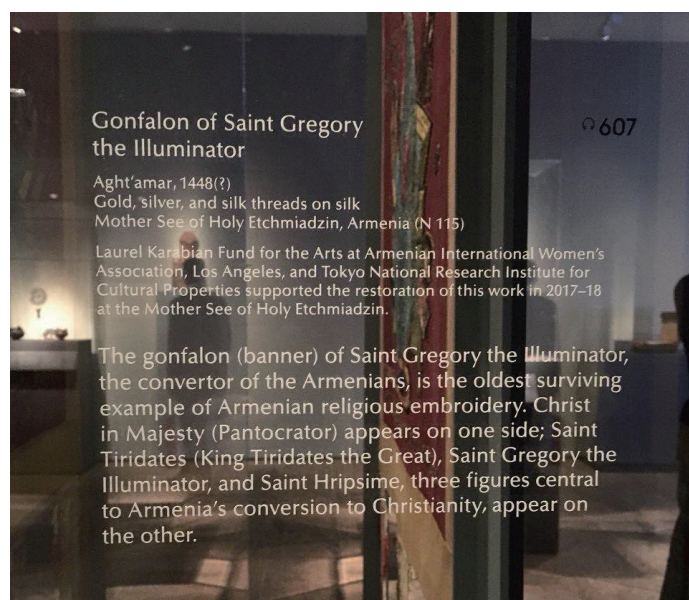 Gonfalon of Saint Gregory
the Illuminator
607
Aght‘amar, 1448(?)
Gold, silver, and silk threads on silk
Mother See of Holy Etchmiadzin, Armenia (N 115)
Laurel Karabian Fund for the Arts at Armenian International Women’s
Association, Los Angeles, and Tokyo National Research Institute for
Cultural Properties supported the restoration of this work in 2017–18
at the Mother See of Holy Etchmiadzin.
The gonfalon (banner) of Saint Gregory the Illuminator,
the convertor of the Armenians, is the oldest surviving
example of Armenian religious embroidery. Christ
in Majesty (Pantocrator) appears on one side; Saint
Tiridates (King Tiridates the Great), Saint Gregory the
Illuminator, and Saint Hripsime, three figures central
to Armenia’s conversion to Christianity, appear on
the other.